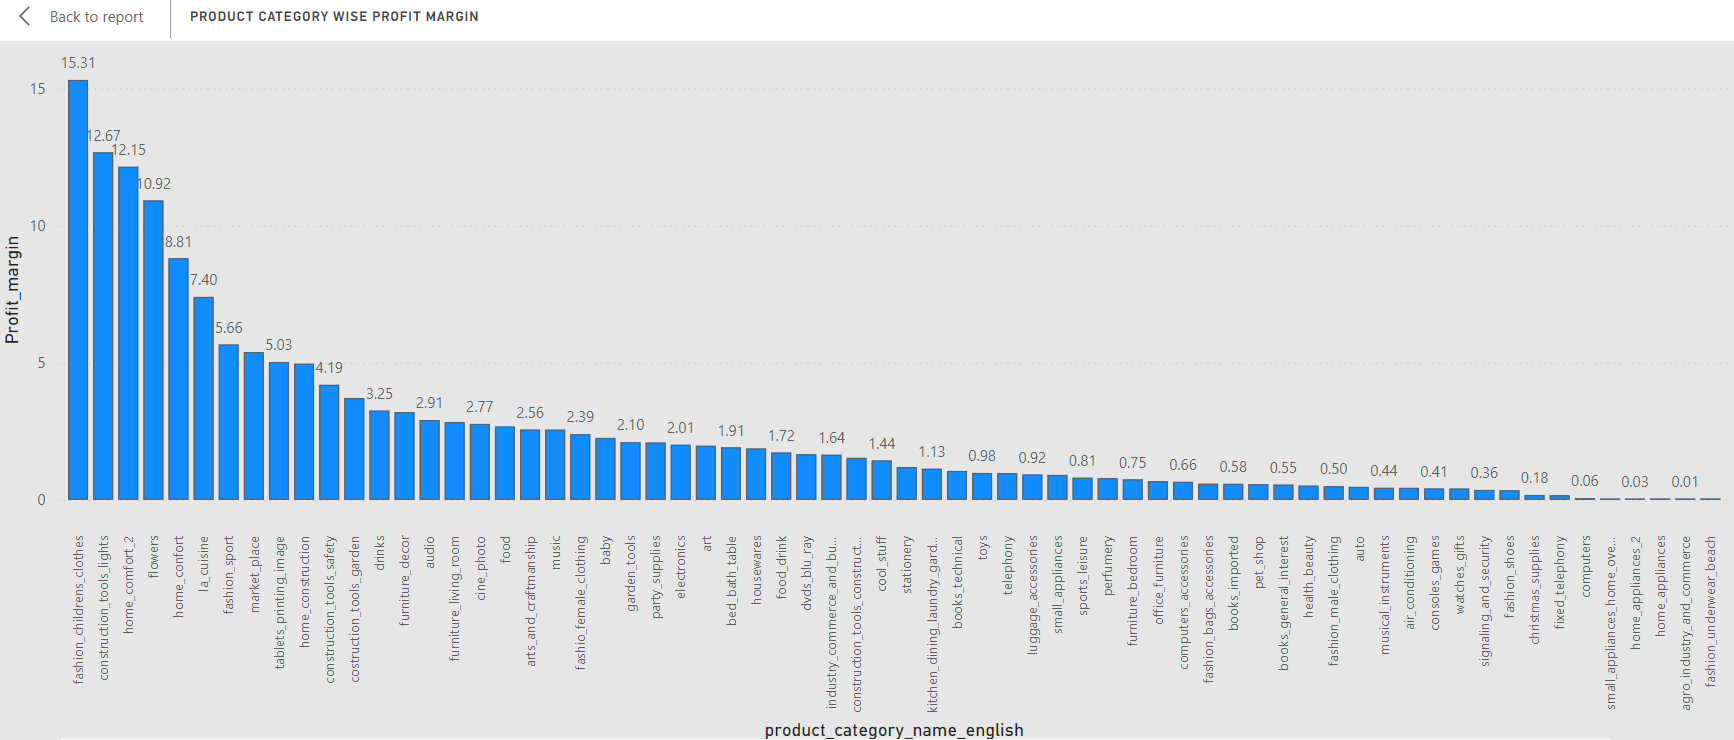 Back to report
PRODUCT CATEGORY WISE PROFIT MARGIN
15.31
12.67
12.15
10.92
8.81
7.40
5.66
5.03
4.19
3.25
2.91
2.77
2.56
2.39
2.10
2.01
1.91
1.72
1.64
1.44
1.13
0.98
0.92
0.81
0.75
0.66
0.58
0.55
0.50
0.44
0.41
0.36
0.18
0.06
0.03
0.01
15
10
5
0
Profit_margin
fashion_childrens_clothes
construction_tools_lights
home_comfort_2
flowers
home_confort
la_cuisine
fashion_sport
market_place
tablets_printing_image
home_construction
construction_tools_safety
costruction_tools_garden
drinks
furniture_decor
audio
furniture_living_room
cine_photo
food
arts_and_craftmanship
music
fashio_female_clothing
baby
garden_tools
party_supplies
electronics
art
bed_bath_table
housewares
food_drink
dvds_blu_ray
industry_commerce_and_bu...
construction_tools_construct...
cool_stuff
stationery
kitchen_dining_laundry_gard...
books_technical
toys
telephony
luggage_accessories
small_appliances
sports_leisure
perfumery
furniture_bedroom
office_furniture
computers_accessories
fashion_bags_accessories
books_imported
pet_shop
books_general_interest
health_beauty
fashion_male_clothing
auto
musical_instruments
air_conditioning
consoles_games
watches_gifts
signaling_and_security
fashion_shoes
christmas_supplies
fixed_telephony
computers
small_appliances_home_ove...
home_appliances_2
home_appliances
agro_industry_and_commerce
fashion_underwear_beach
product_category_name_english